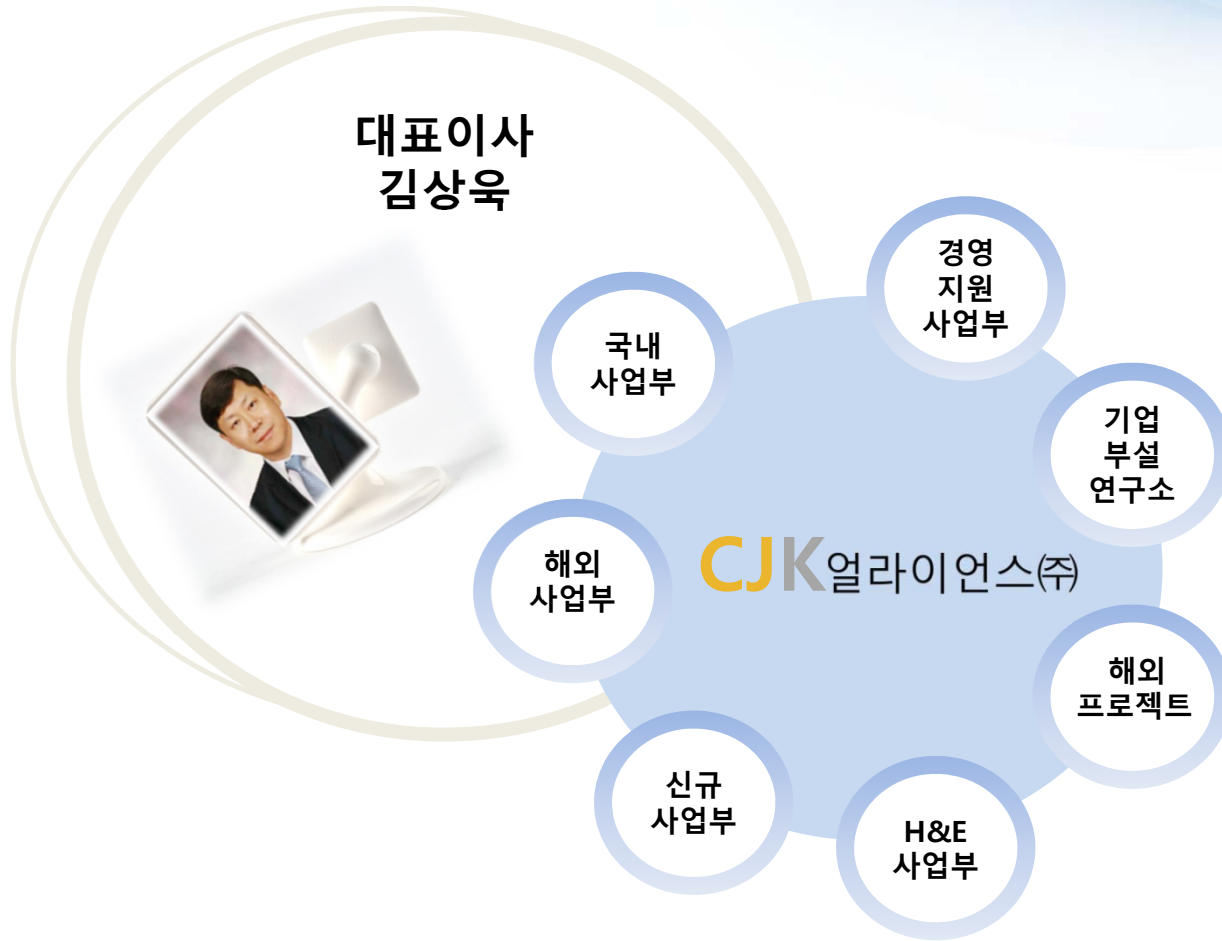 대표이사
김상욱
경영
지원
사업부
국내
사업부
기업
부설
연구소
해외
사업부
CJK얼라이언스㈜
해외
프로젝트
신규
사업부
H&E
사업부